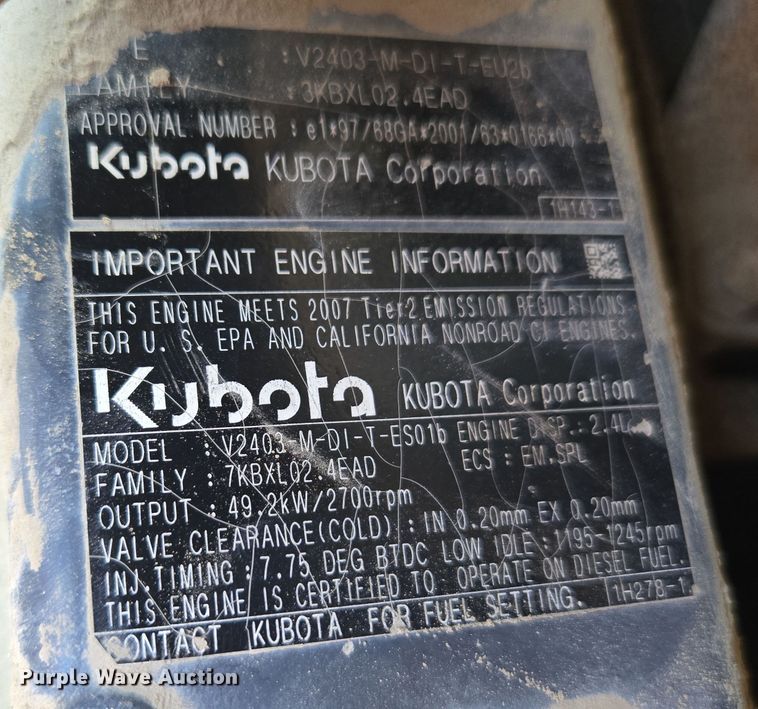 E : V2403-M-DI-T-EU2b
FAMILY : 3KBXL02.4EAD
APPROVAL NUMBER : e1*97/68GA*2001/63*0166*00
Kubota KUBOTA Corporation
1H143-1
IMPORTANT ENGINE INFORMATION
THIS ENGINE MEETS 2007 Tier2 EMISSION REGULATIONS
FOR U. S. EPA AND CALIFORNIA NONROAD CI ENGINES.
Kubota KUBOTA Corporation
MODEL : V2403-M-DI-T-ES01b ENGINE DISP.: 2.4L
FAMILY : 7KBXL02.4EAD ECS : EM,SPL
OUTPUT : 49.2kW/2700rpm
VALVE CLEARANCE(COLD) : IN 0.20mm EX 0.20mm
INJ TIMING : 7.75 DEG BTDC LOW IDLE : 1195-1245rpm
THIS ENGINE IS CERTIFIED TO OPERATE ON DIESEL FUEL.
CONTACT KUBOTA FOR FUEL SETTING. 1H278-1
Purple Wave Auction